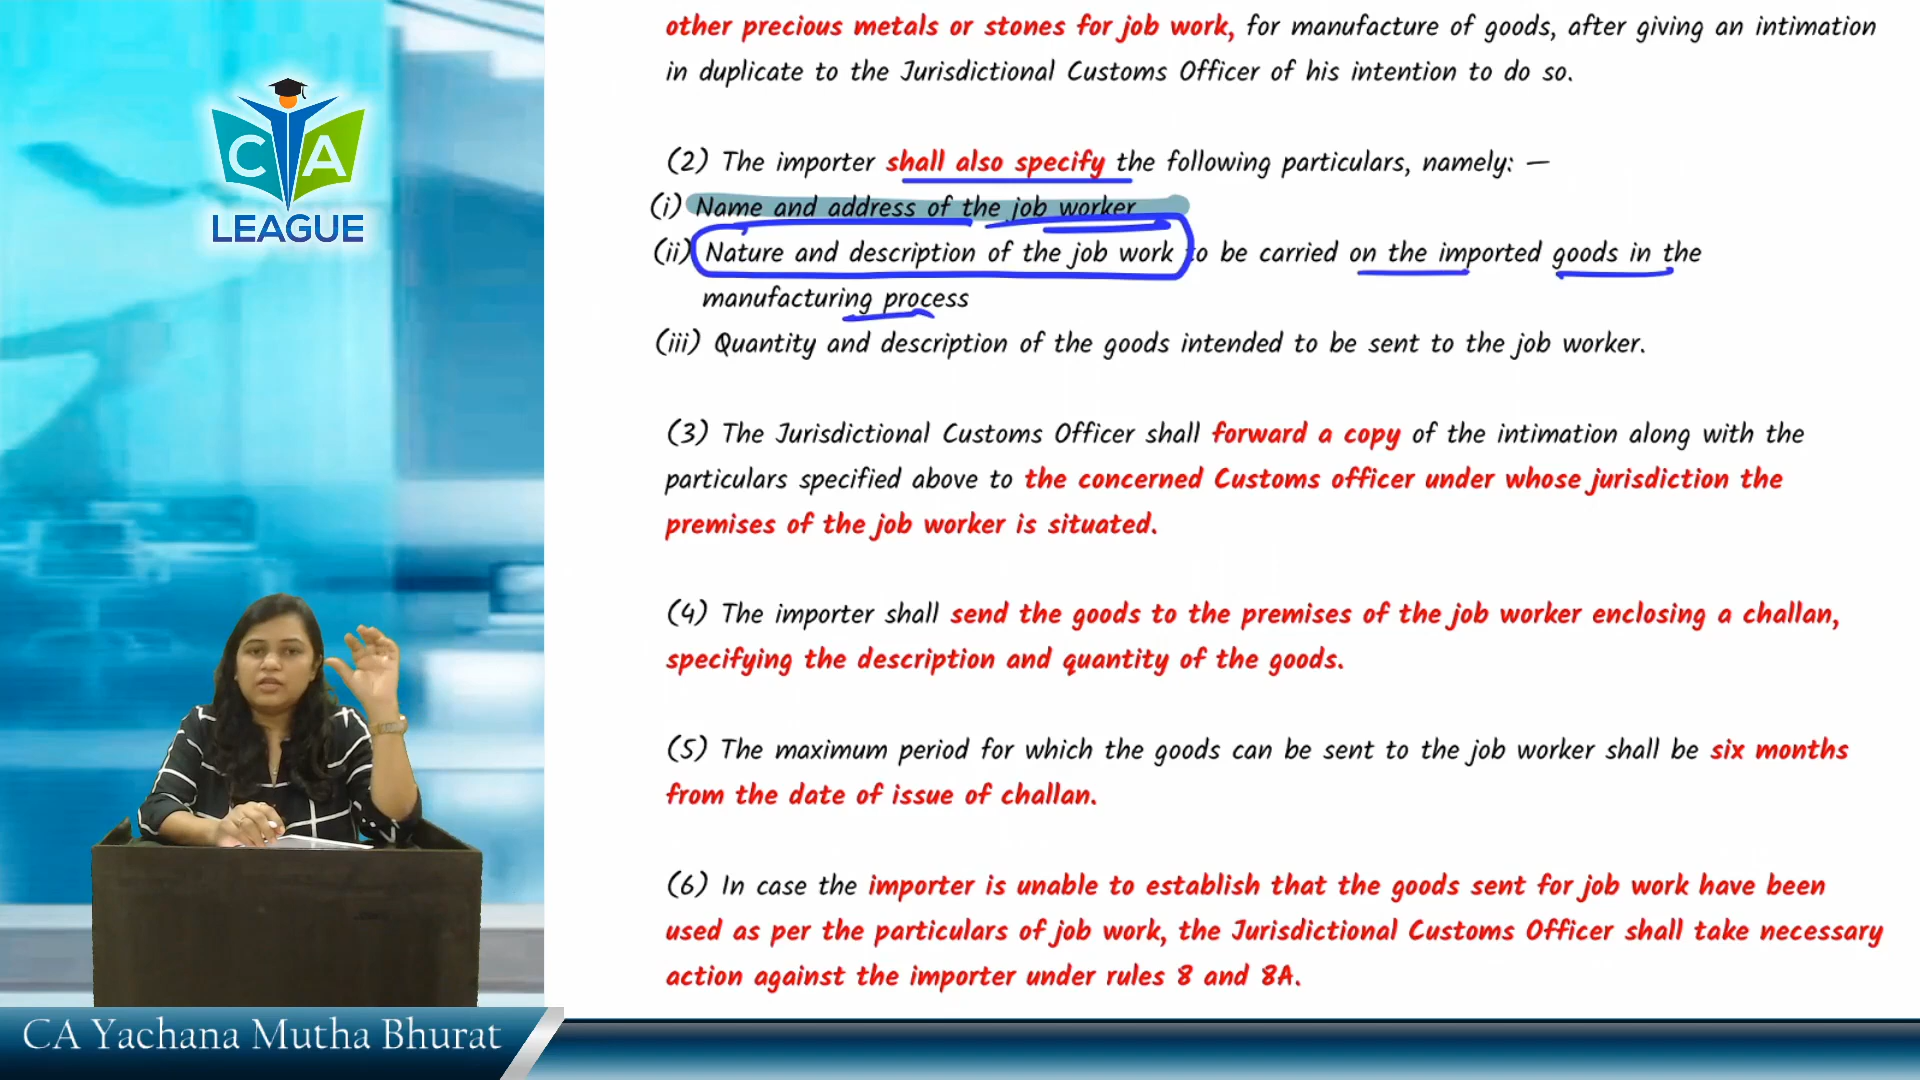 other precious metals or stones for job work, for manufacture of goods, after giving an intimation
in duplicate to the Jurisdictional Customs Officer of his intention to do so.
(2) The importer shall also specify the following particulars, namely: —
(i) Name and address of the job worker
(ii) Nature and description of the job work to be carried on the imported goods in the
manufacturing process
(iii) Quantity and description of the goods intended to be sent to the job worker.
(3) The Jurisdictional Customs Officer shall forward a copy of the intimation along with the
particulars specified above to the concerned Customs officer under whose jurisdiction the
premises of the job worker is situated.
(4) The importer shall send the goods to the premises of the job worker enclosing a challan,
specifying the description and quantity of the goods.
(5) The maximum period for which the goods can be sent to the job worker shall be six months
from the date of issue of challan.
(6) In case the importer is unable to establish that the goods sent for job work have been
used as per the particulars of job work, the Jurisdictional Customs Officer shall take necessary
action against the importer under rules 8 and 8A.
CA
LEAGUE
CA Yachana Mutha Bhurat